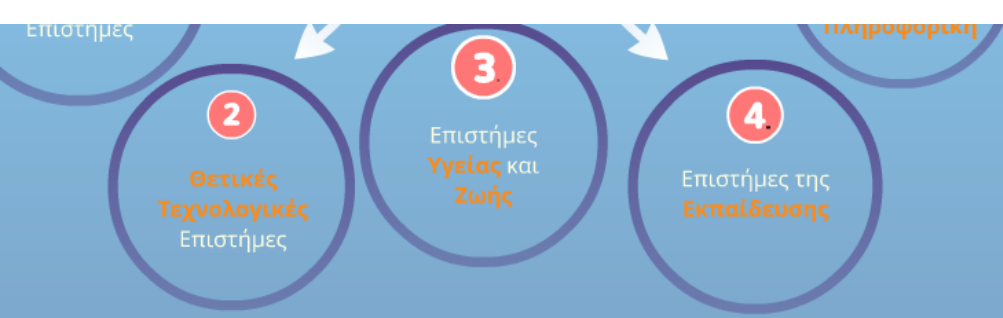 Επιστήμες
Πληροφορική
2
Θετικές
Τεχνολογικές
Επιστήμες
3.
Επιστήμες
Υγείας και
Ζωής
4.
Επιστήμες της
Εκπαίδευσης